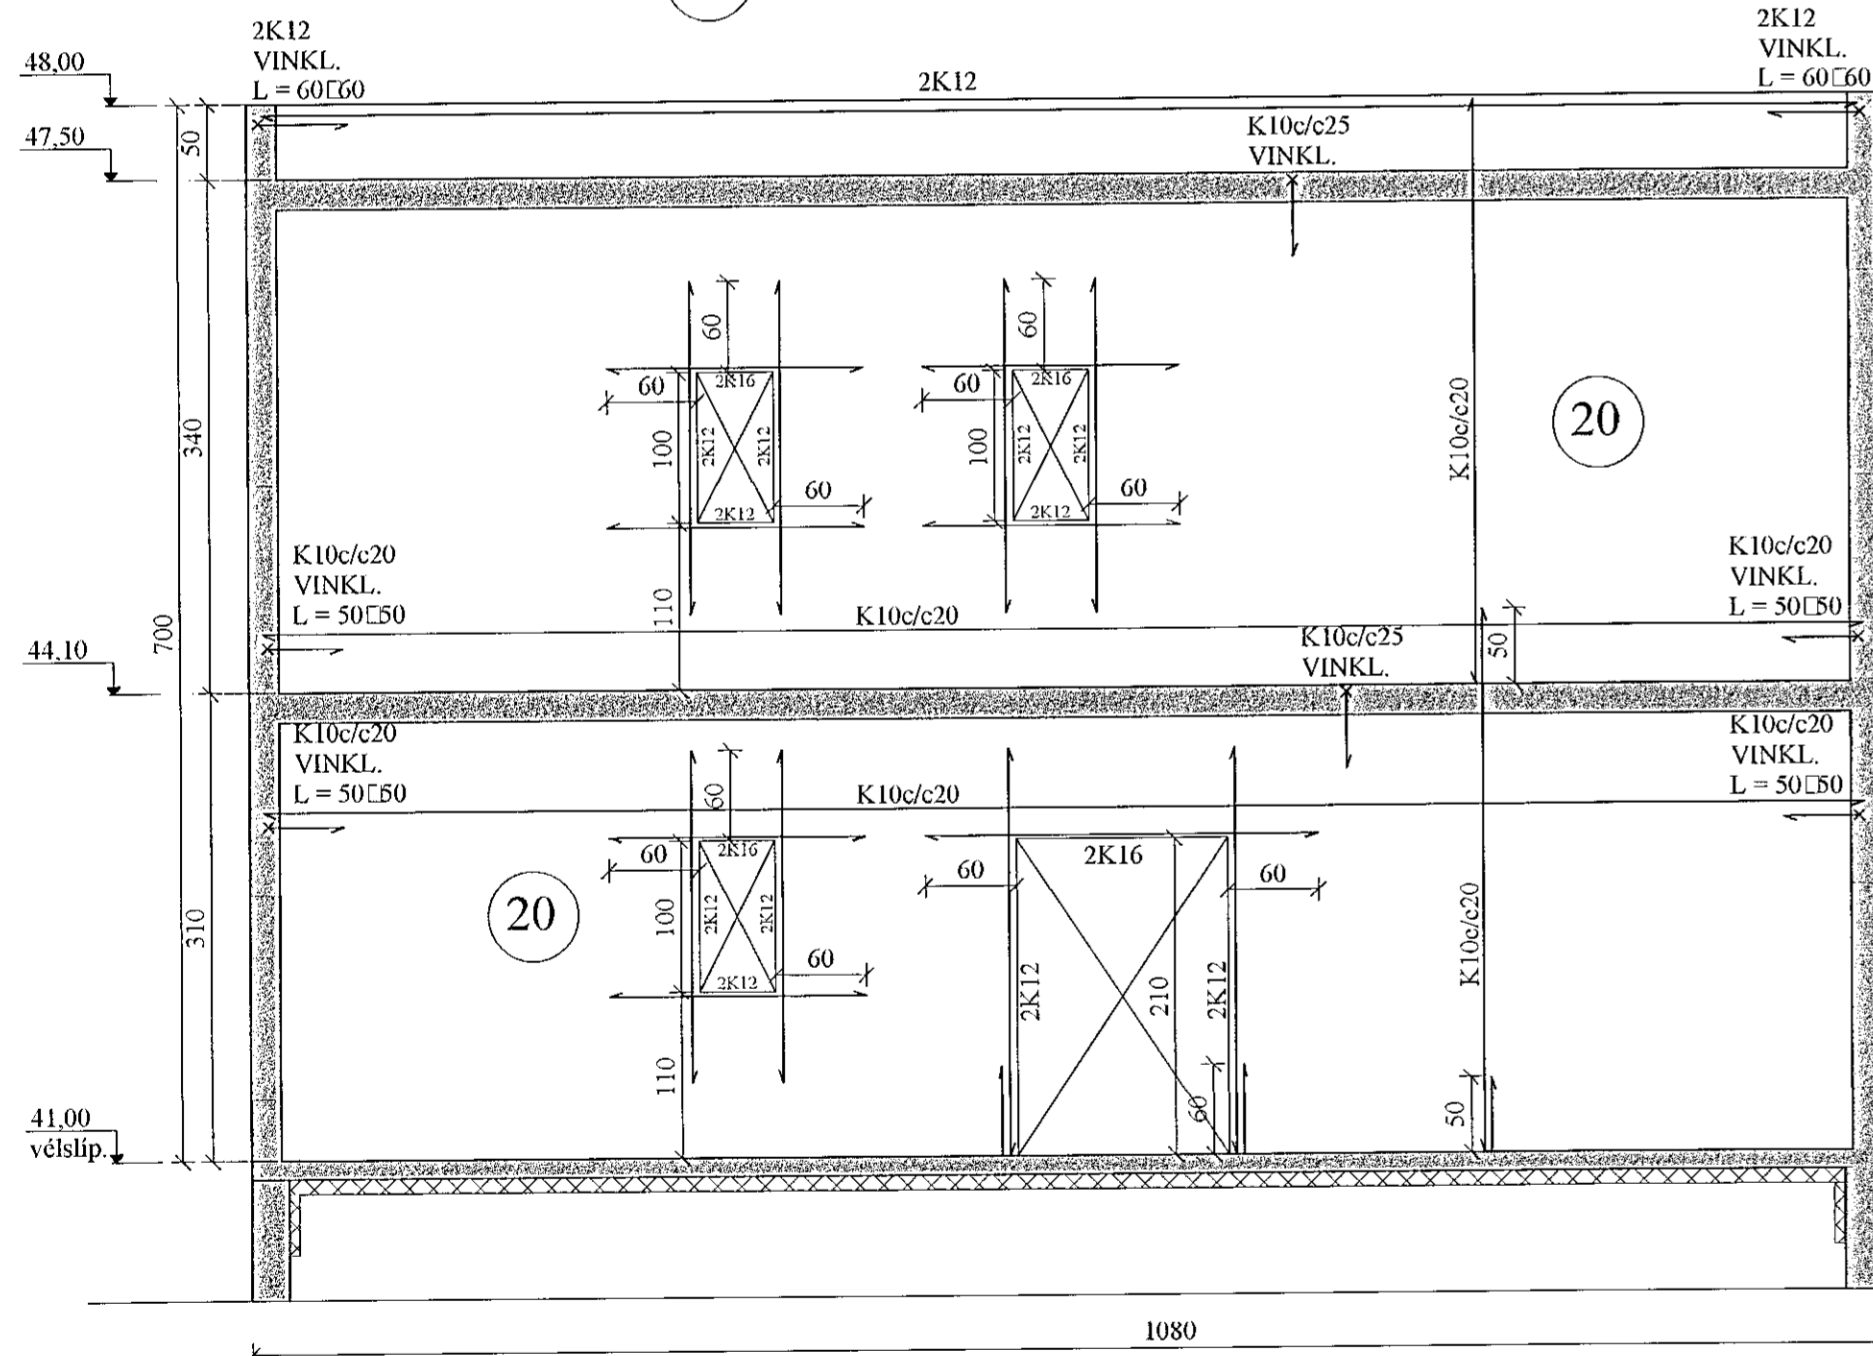 2K12
VINKL.
L = 60□60
2K12
VINKL.
L = 60□60
48,00
2K12
47,50
50
K10c/c25
VINKL.
60
60
60
2K16
60
2K16
340
100
2K12
2K12
100
2K12
2K12
K10c/c20
20
60
2K12
60
2K12
K10c/c20
VINKL.
L = 50□50
K10c/c20
VINKL.
L = 50□50
110
K10c/c20
700
K10c/c25
VINKL.
50
44,10
K10c/c20
VINKL.
L = 50□50
K10c/c20
VINKL.
L = 50□50
60
K10c/c20
60
2K16
2K16
60
60
20
310
100
2K12
2K12
K10c/c20
60
2K12
2K12
210
2K12
110
60
50
41,00
vélslíp.
1080